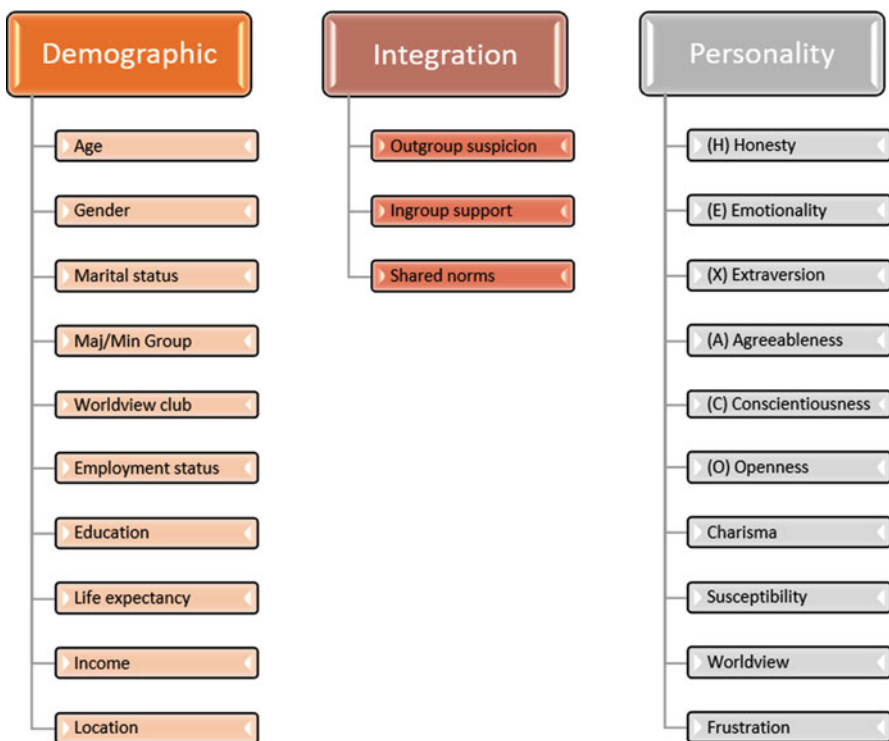 Demographic
Age
Gender
Marital status
Maj/Min Group
Worldview club
Employment status
Education
Life expectancy
Income
Location
Integration
Outgroup suspicion
Ingroup support
Shared norms
Personality
(H) Honesty
(E) Emotionality
(X) Extraversion
(A) Agreeableness
(C) Conscientiousness
(O) Openness
Charisma
Susceptibility
Worldview
Frustration